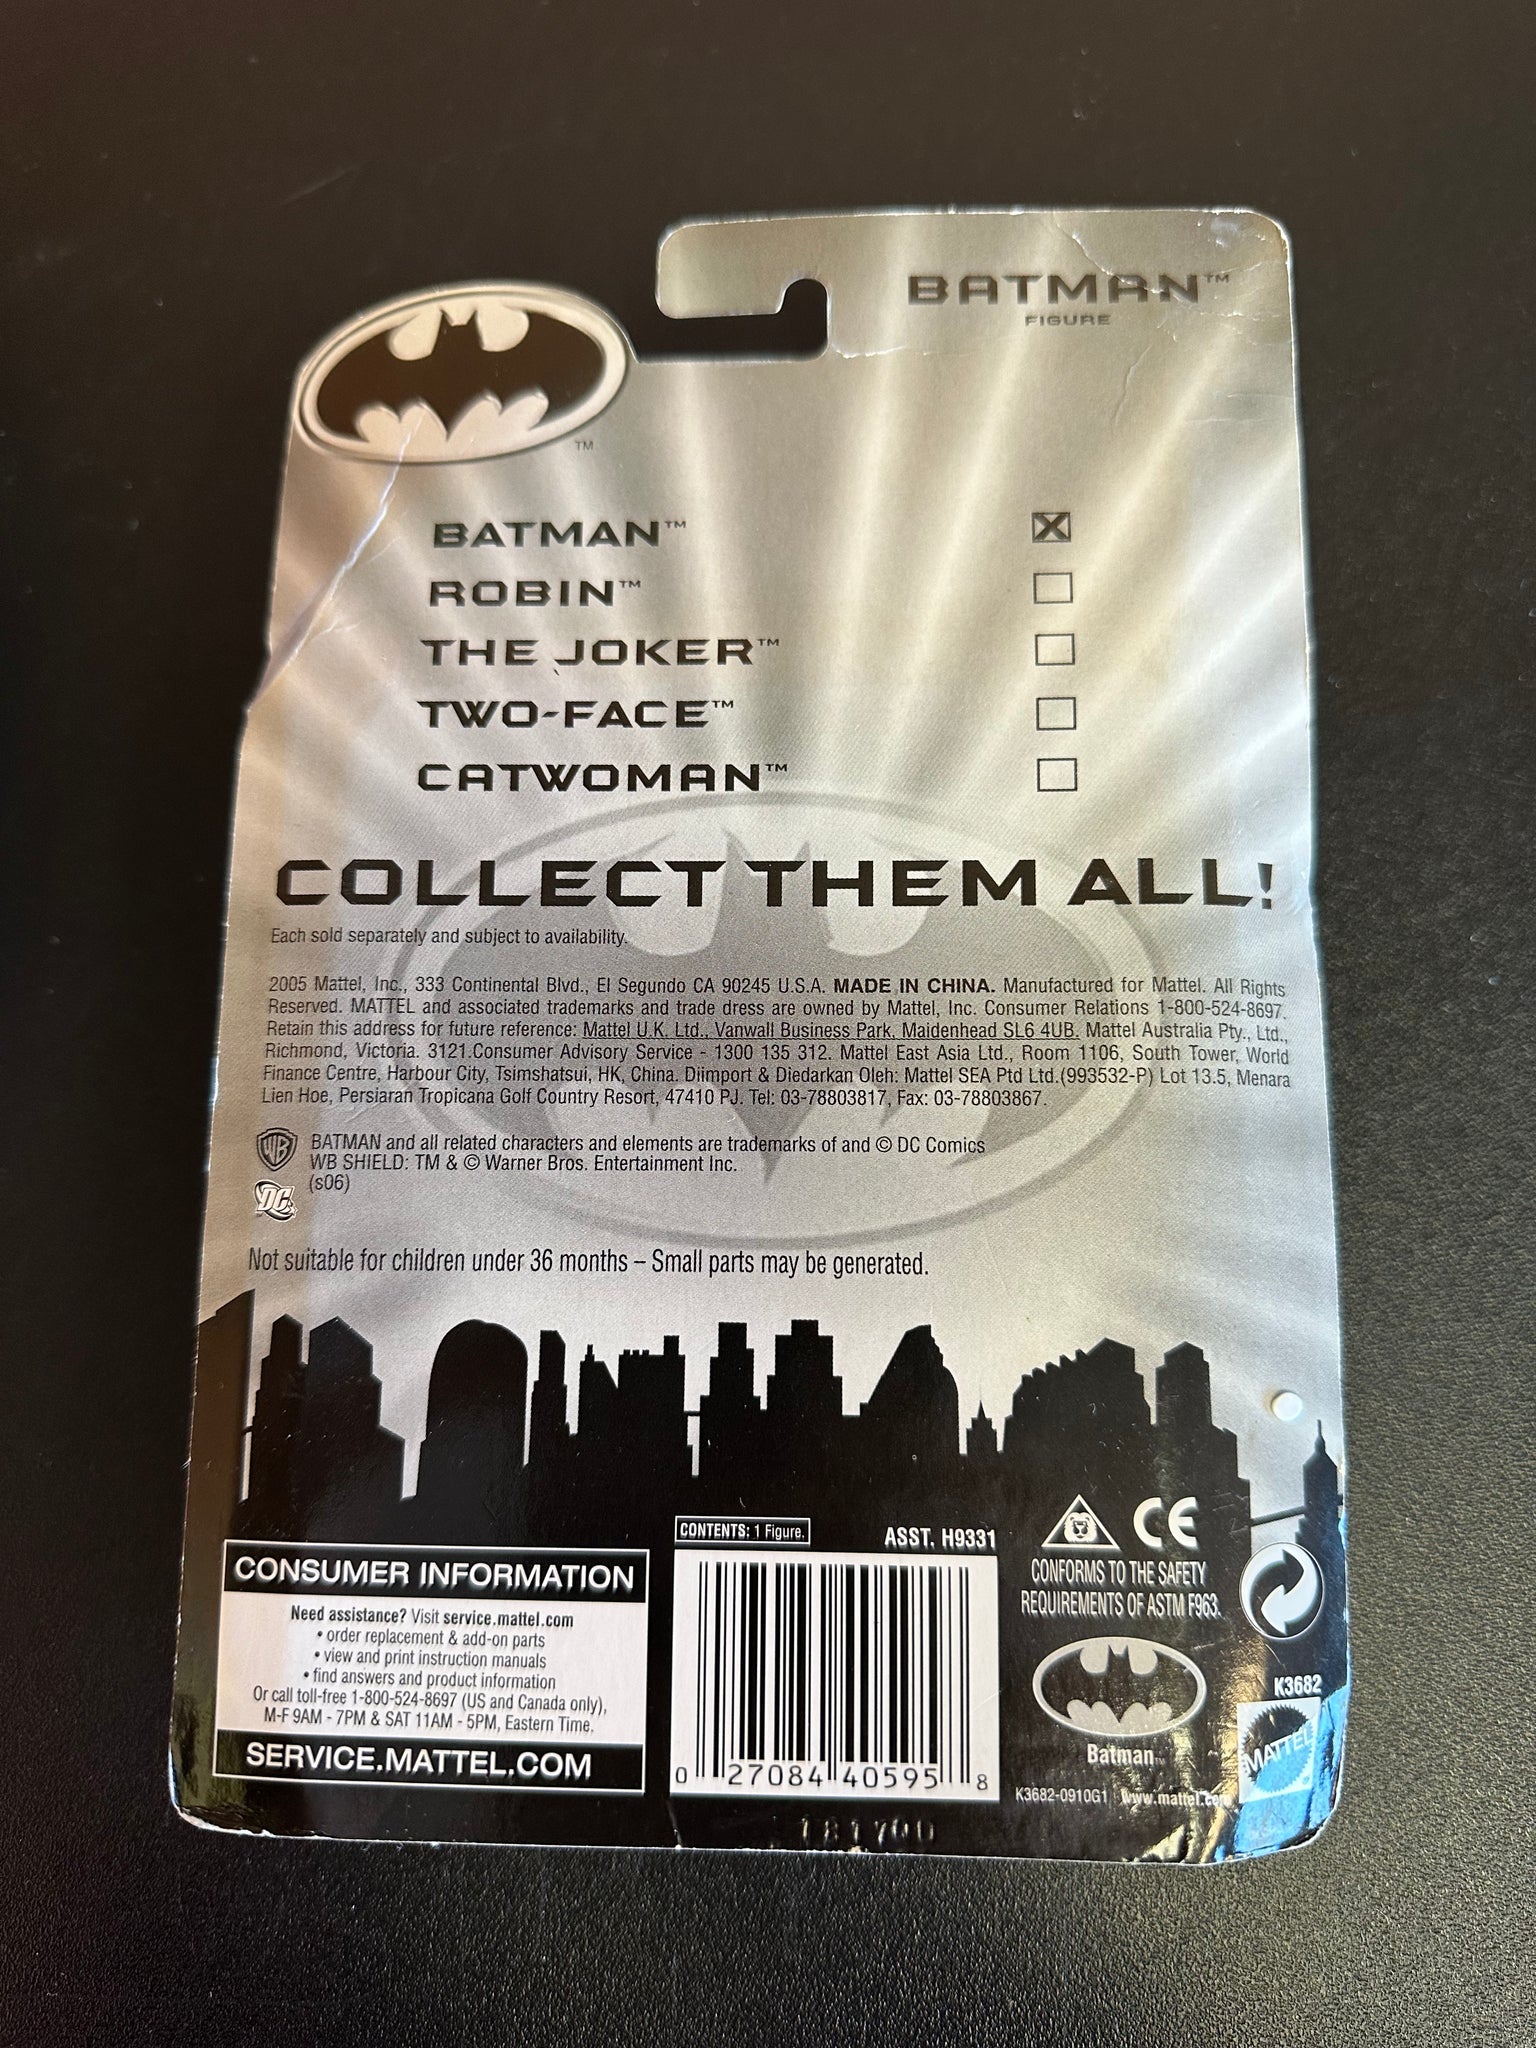 BATMAN™
FIGURE
TM
BATMAN™
ROBIN™
THE JOKER™
TWO-FACE™
CATWOMAN™
COLLECT THEM ALL!
Each sold separately and subject to availability.
2005 Mattel, Inc., 333 Continental Blvd., El Segundo CA 90245 U.S.A. MADE IN CHINA. Manufactured for Mattel. All Rights
Reserved. MATTEL and associated trademarks and trade dress are owned by Mattel, Inc. Consumer Relations 1-800-524-8697.
Retain this address for future reference: Mattel U.K. Ltd., Vanwall Business Park, Maidenhead SL6 4UB. Mattel Australia Pty., Ltd.,
Richmond, Victoria. 3121.Consumer Advisory Service - 1300 135 312. Mattel East Asia Ltd., Room 1106, South Tower, World
Finance Centre, Harbour City, Tsimshatsui, HK, China. Diimport & Diedarkan Oleh: Mattel SEA Ptd Ltd.(993532-P) Lot 13.5, Menara
Lien Hoe, Persiaran Tropicana Golf Country Resort, 47410 PJ. Tel: 03-78803817, Fax: 03-78803867.
WB
BATMAN and all related characters and elements are trademarks of and © DC Comics
WB SHIELD: TM & © Warner Bros. Entertainment Inc.
(s06)
DC
Not suitable for children under 36 months – Small parts may be generated.
CONSUMER INFORMATION
Need assistance? Visit service.mattel.com
• order replacement & add-on parts
• view and print instruction manuals
• find answers and product information
Or call toll-free 1-800-524-8697 (US and Canada only),
M-F 9AM - 7PM & SAT 11AM - 5PM, Eastern Time.
SERVICE.MATTEL.COM
CONTENTS: 1 Figure.
ASST. H9331
0 27084 40595 8
CE
CONFORMS TO THE SAFETY
REQUIREMENTS OF ASTM F963.
Batman
K3682
MATTEL
K3682-0910G1 www.mattel.com